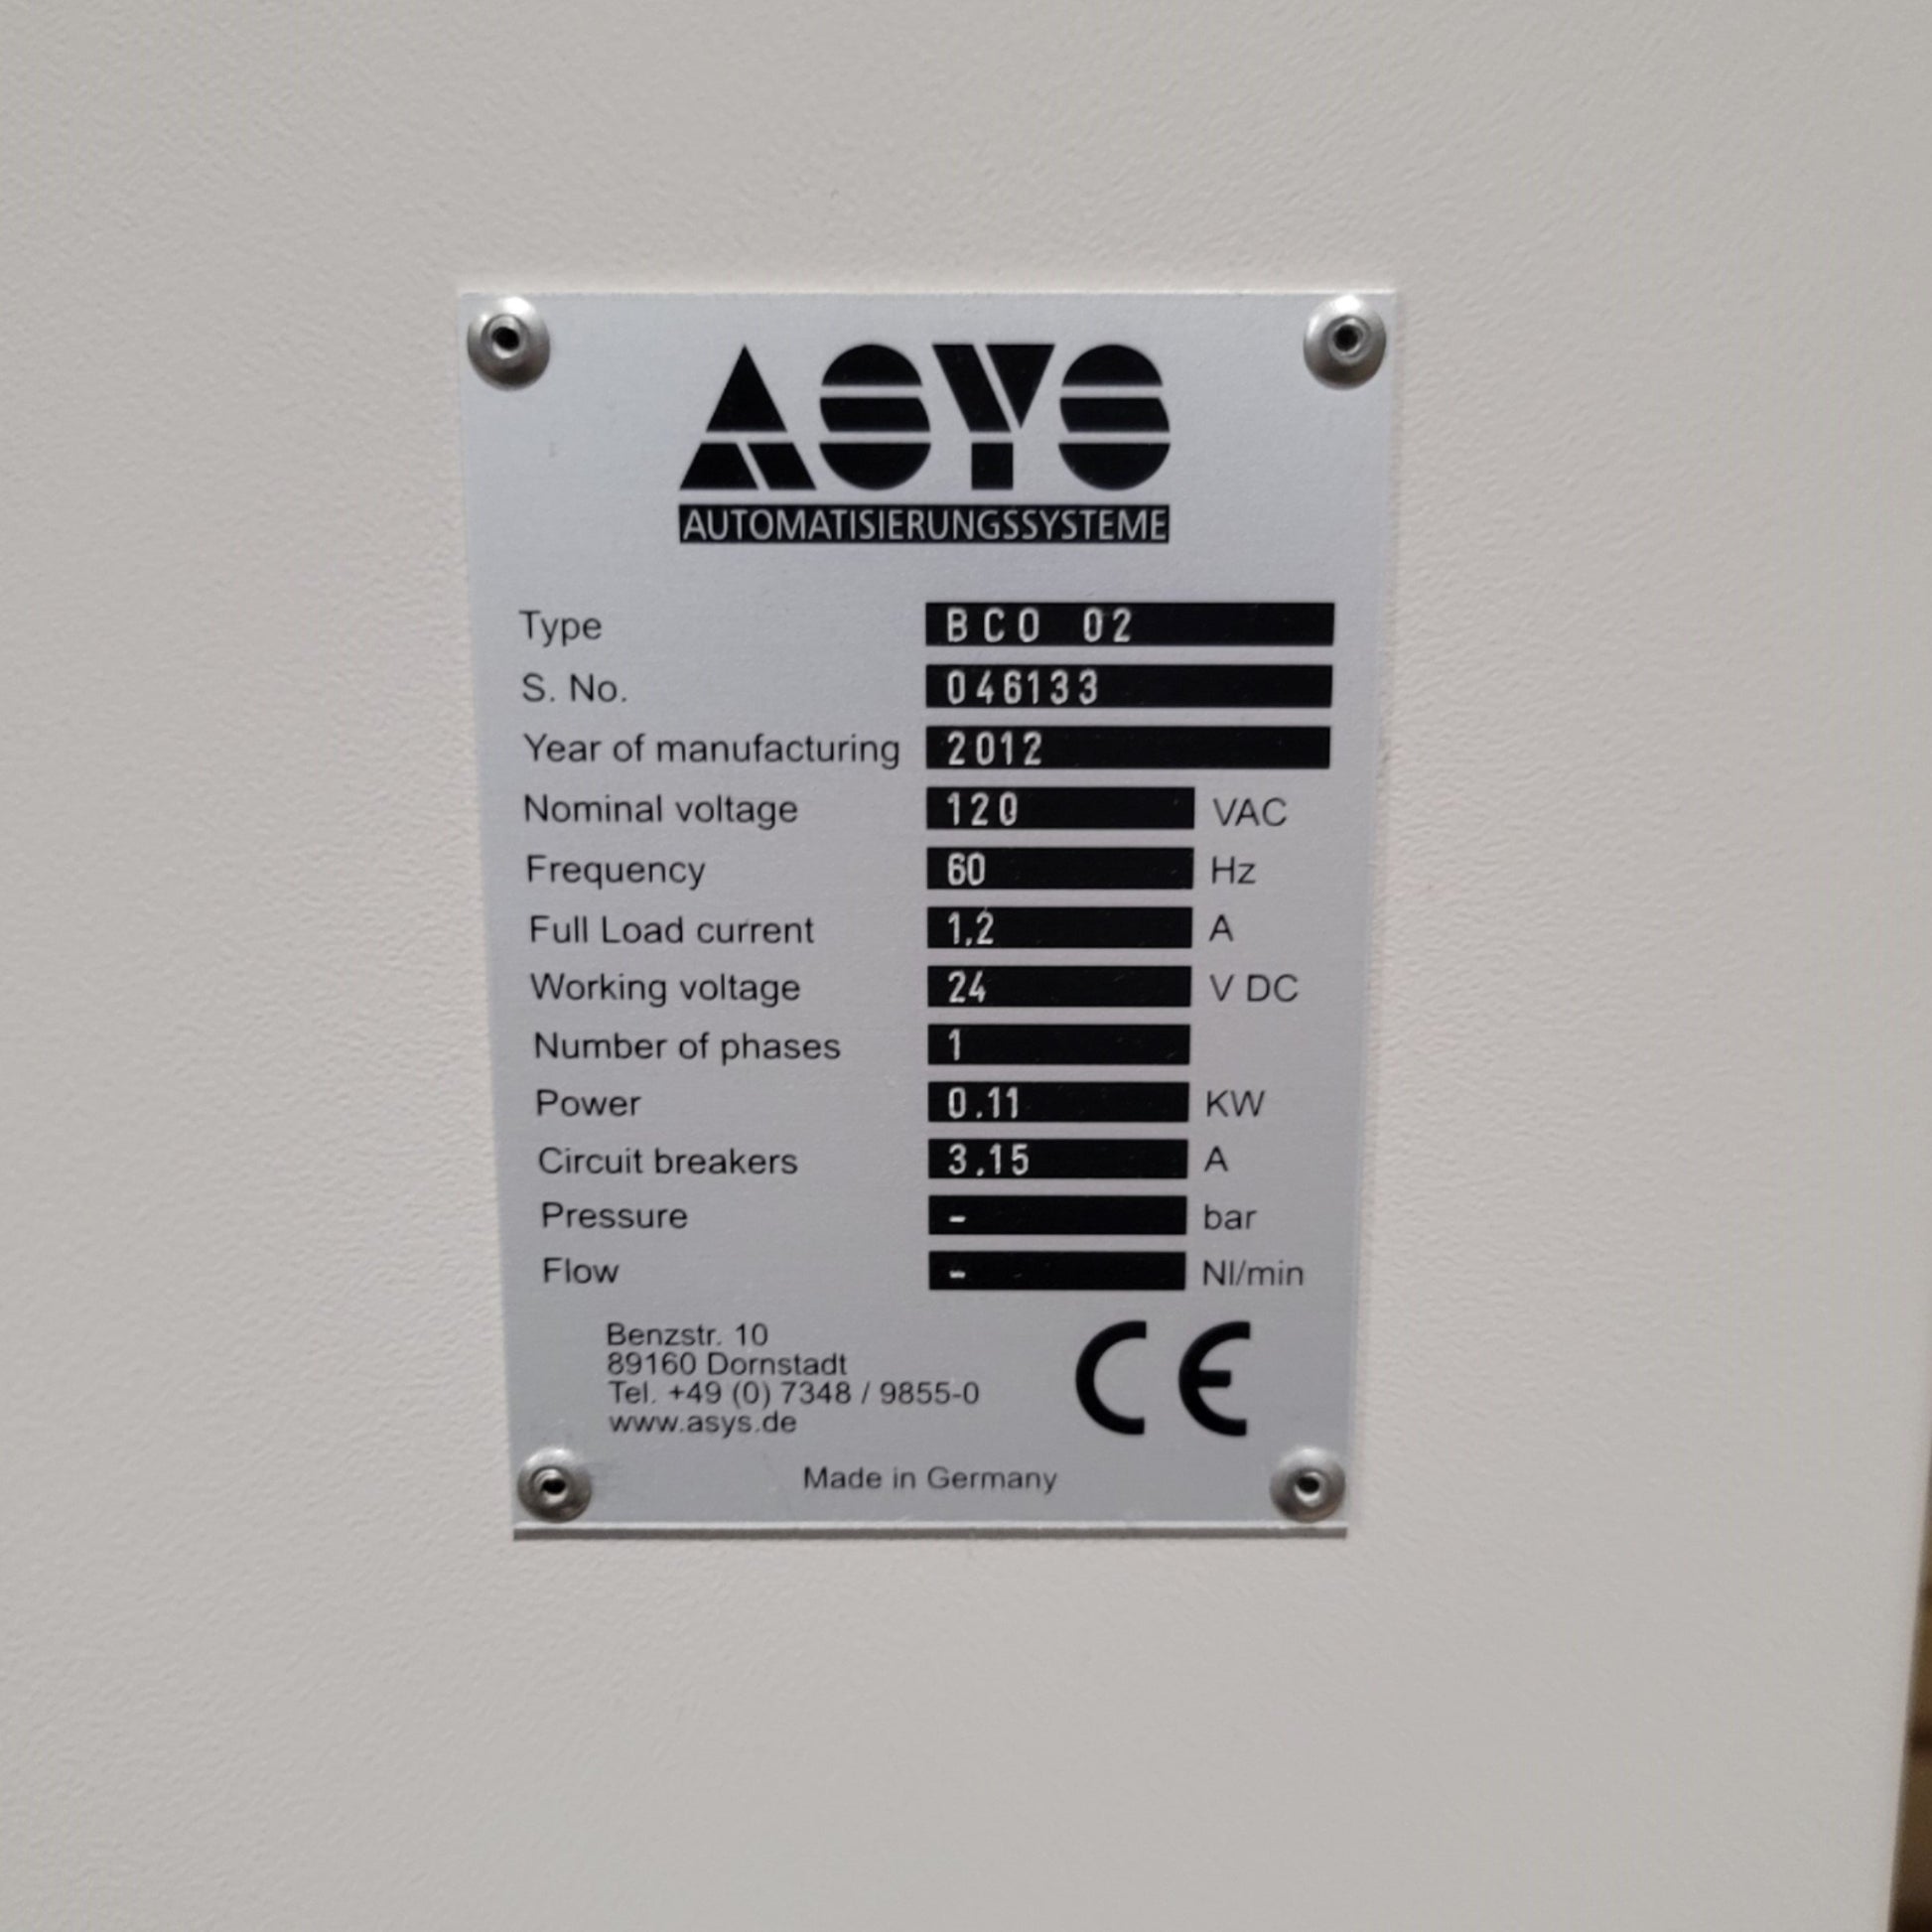 ASYS
AUTOMATISIERUNGSSYSTEME
Type BCO 02
S. No. 046133
Year of manufacturing 2012
Nominal voltage 120 VAC
Frequency 60 Hz
Full Load current 1,2 A
Working voltage 24 V DC
Number of phases 1
Power 0.11 KW
Circuit breakers 3,15 A
Pressure - bar
Flow - Nl/min
Benzstr. 10
89160 Dornstadt
Tel. +49 (0) 7348 / 9855-0
www.asys.de
CE
Made in Germany